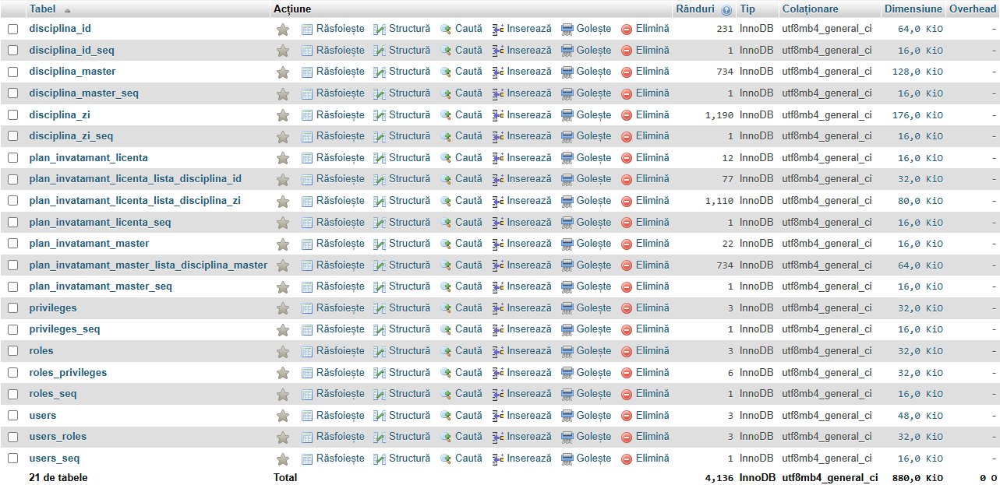 Tabel Acțiune Rânduri Tip Colaționare Dimensiune Overhead
disciplina_id Răsfoiește Structură Caută Inserează Golește Elimină 231 InnoDB utf8mb4_general_ci 64,0 KiO -
disciplina_id_seq Răsfoiește Structură Caută Inserează Golește Elimină 1 InnoDB utf8mb4_general_ci 16,0 KiO -
disciplina_master Răsfoiește Structură Caută Inserează Golește Elimină 734 InnoDB utf8mb4_general_ci 128,0 KiO -
disciplina_master_seq Răsfoiește Structură Caută Inserează Golește Elimină 1 InnoDB utf8mb4_general_ci 16,0 KiO -
disciplina_zi Răsfoiește Structură Caută Inserează Golește Elimină 1,190 InnoDB utf8mb4_general_ci 176,0 KiO -
disciplina_zi_seq Răsfoiește Structură Caută Inserează Golește Elimină 1 InnoDB utf8mb4_general_ci 16,0 KiO -
plan_invatamant_licenta Răsfoiește Structură Caută Inserează Golește Elimină 12 InnoDB utf8mb4_general_ci 16,0 KiO -
plan_invatamant_licenta_lista_disciplina_id Răsfoiește Structură Caută Inserează Golește Elimină 77 InnoDB utf8mb4_general_ci 32,0 KiO -
plan_invatamant_licenta_lista_disciplina_zi Răsfoiește Structură Caută Inserează Golește Elimină 1,110 InnoDB utf8mb4_general_ci 80,0 KiO -
plan_invatamant_licenta_seq Răsfoiește Structură Caută Inserează Golește Elimină 1 InnoDB utf8mb4_general_ci 16,0 KiO -
plan_invatamant_master Răsfoiește Structură Caută Inserează Golește Elimină 22 InnoDB utf8mb4_general_ci 16,0 KiO -
plan_invatamant_master_lista_disciplina_master Răsfoiește Structură Caută Inserează Golește Elimină 734 InnoDB utf8mb4_general_ci 64,0 KiO -
plan_invatamant_master_seq Răsfoiește Structură Caută Inserează Golește Elimină 1 InnoDB utf8mb4_general_ci 16,0 KiO -
privileges Răsfoiește Structură Caută Inserează Golește Elimină 3 InnoDB utf8mb4_general_ci 32,0 KiO -
privileges_seq Răsfoiește Structură Caută Inserează Golește Elimină 1 InnoDB utf8mb4_general_ci 16,0 KiO -
roles Răsfoiește Structură Caută Inserează Golește Elimină 3 InnoDB utf8mb4_general_ci 32,0 KiO -
roles_privileges Răsfoiește Structură Caută Inserează Golește Elimină 6 InnoDB utf8mb4_general_ci 32,0 KiO -
roles_seq Răsfoiește Structură Caută Inserează Golește Elimină 1 InnoDB utf8mb4_general_ci 16,0 KiO -
users Răsfoiește Structură Caută Inserează Golește Elimină 3 InnoDB utf8mb4_general_ci 48,0 KiO -
users_roles Răsfoiește Structură Caută Inserează Golește Elimină 3 InnoDB utf8mb4_general_ci 32,0 KiO -
users_seq Răsfoiește Structură Caută Inserează Golește Elimină 1 InnoDB utf8mb4_general_ci 16,0 KiO -
21 de tabele Total 4,136 InnoDB utf8mb4_general_ci 880,0 KiO 0 O